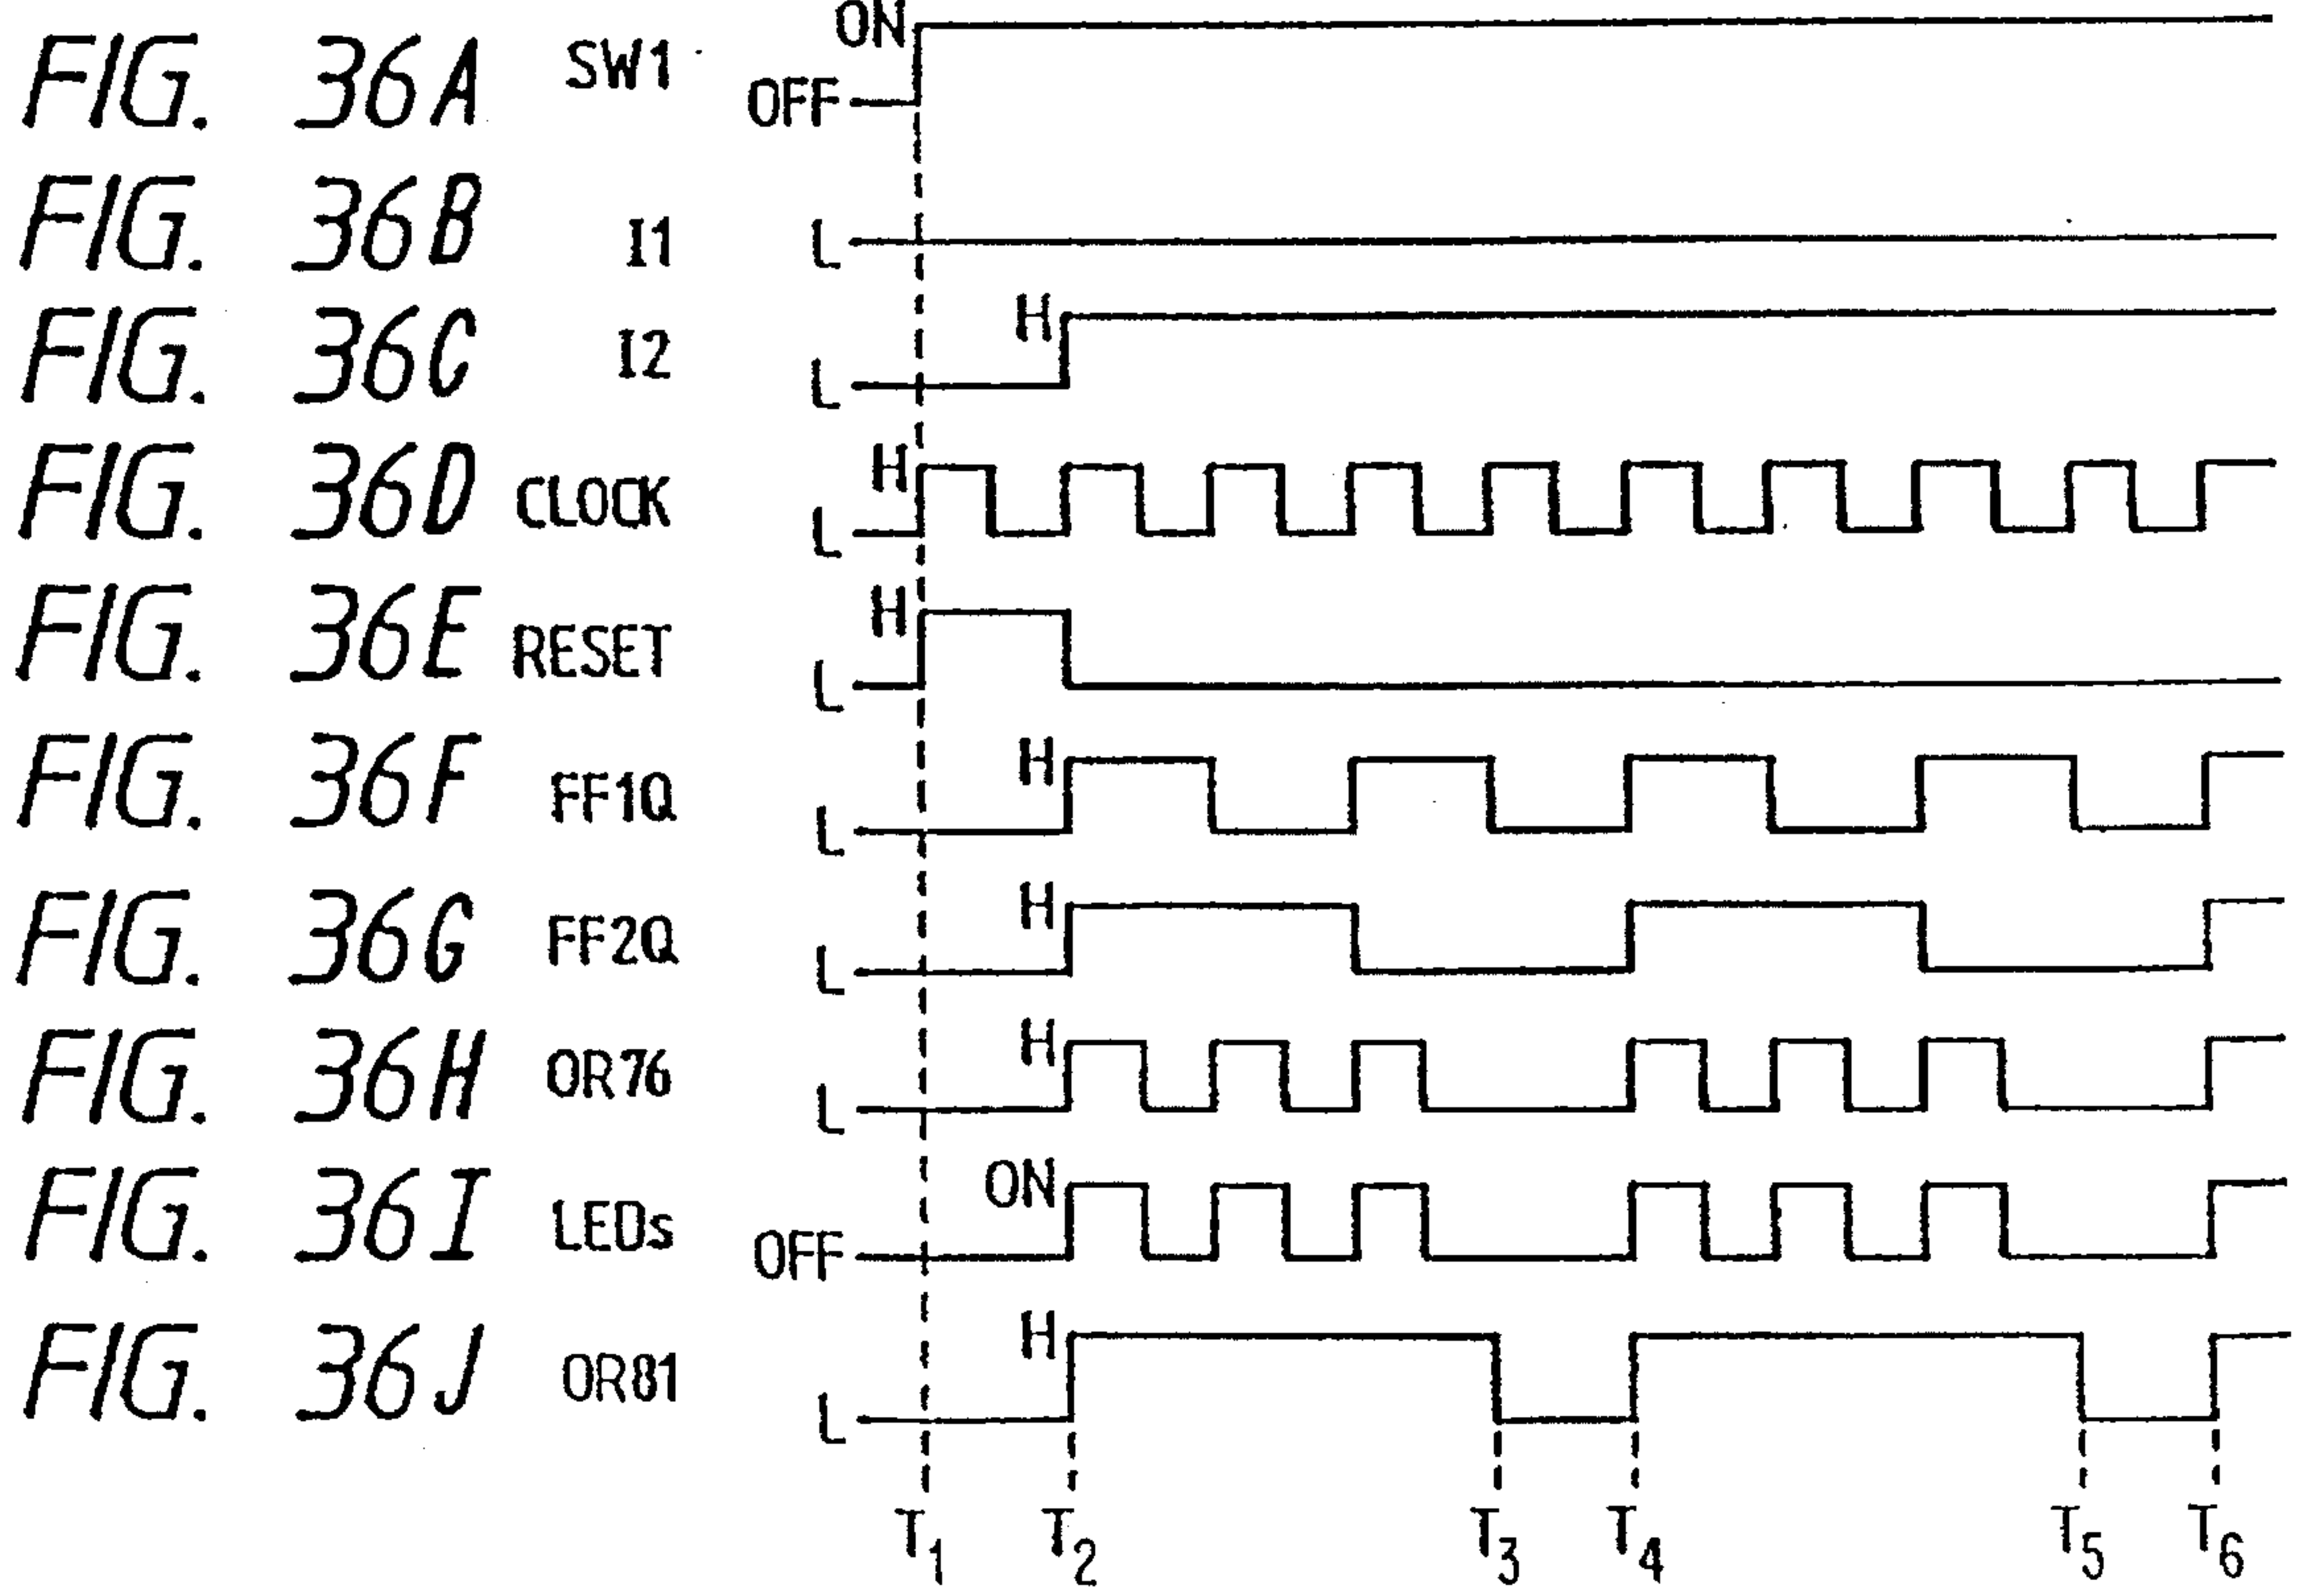 FIG. 36A SW1 ON
OFF
FIG. 36B I1 L
FIG. 36C I2 H
L
FIG. 36D CLOCK H
L
FIG. 36E RESET H
L
FIG. 36F FF1Q H
L
FIG. 36G FF2Q H
L
FIG. 36H OR76 H
L
FIG. 36I LEDs ON
OFF
FIG. 36J OR81 H
L
T1 T2 T3 T4 T5 T6